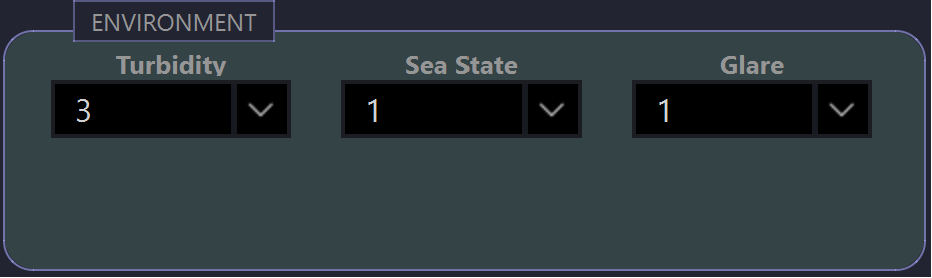 ENVIRONMENT
Turbidity Sea State Glare
3 1 1